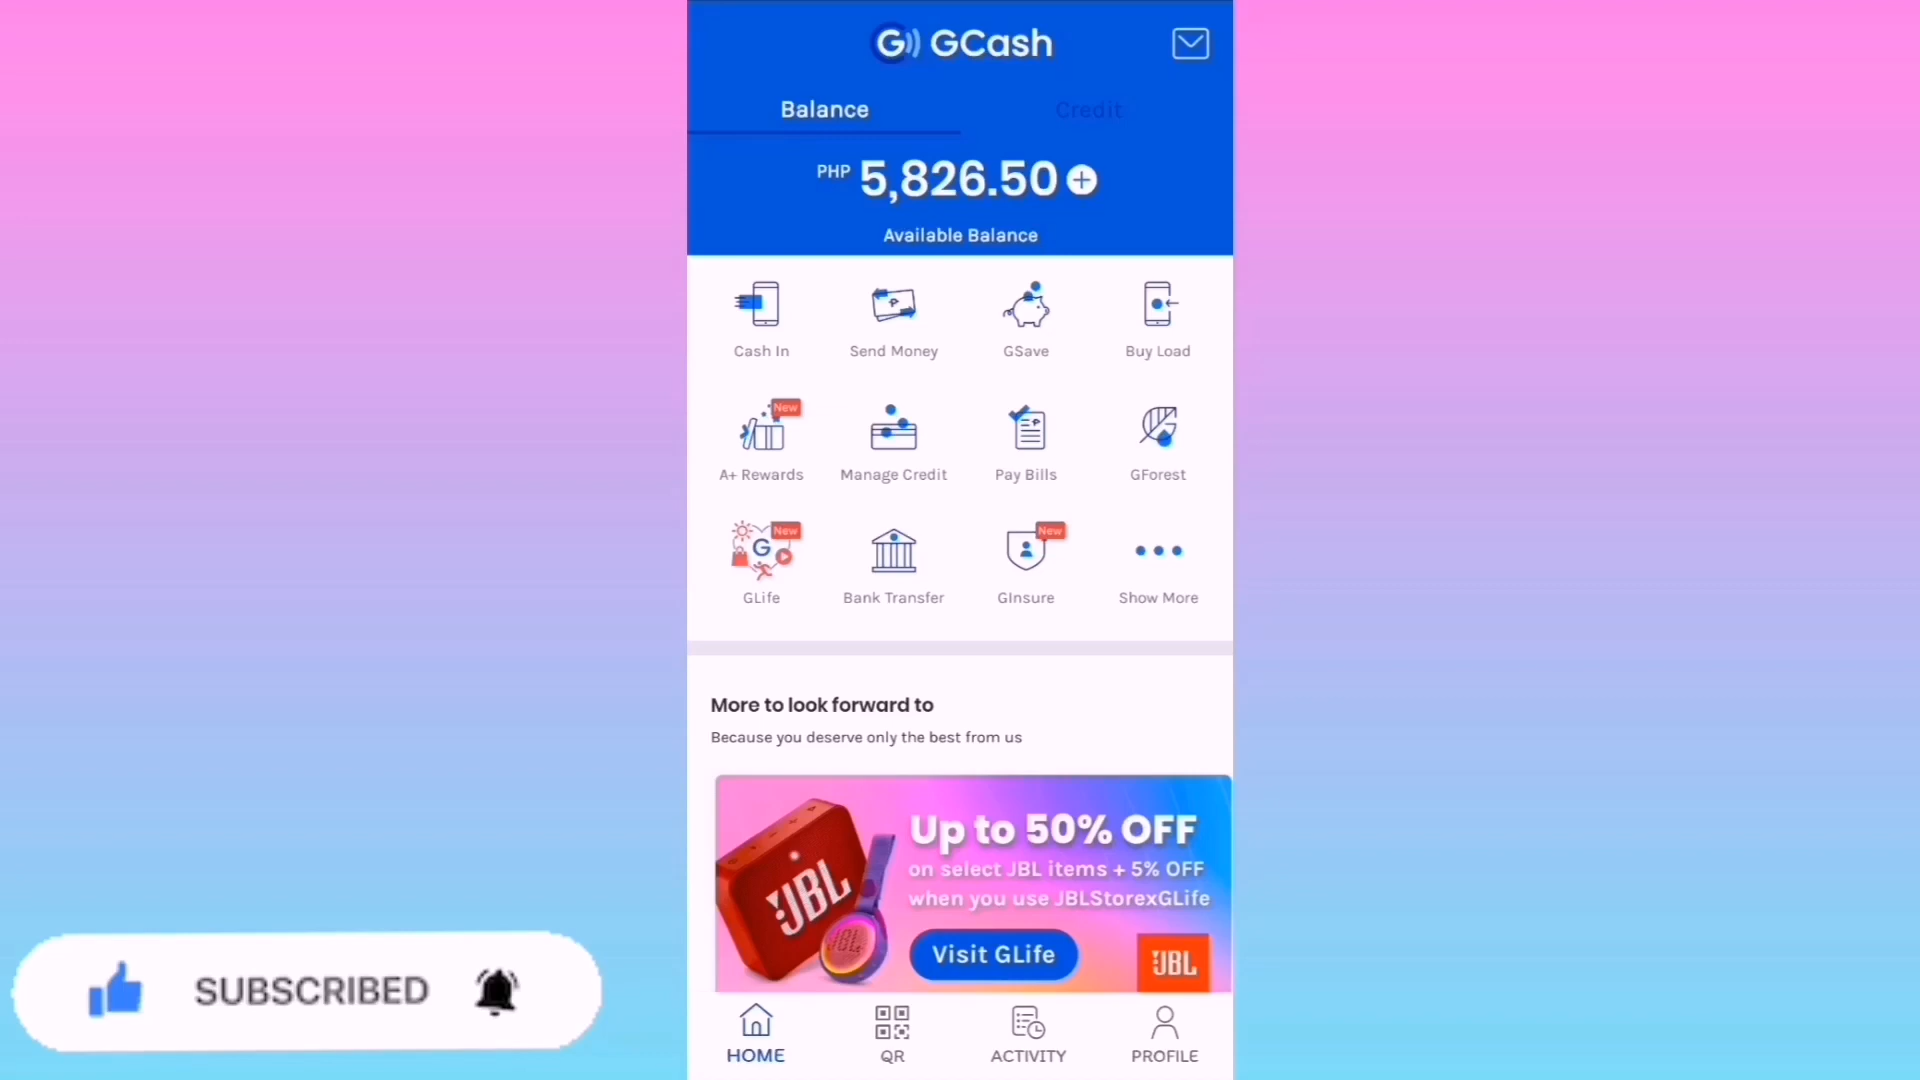 G)) GCash
Balance
Credit
PHP 5,826.50
Available Balance
Cash In
Send Money
GSave
Buy Load
New
A+ Rewards
Manage Credit
Pay Bills
GForest
G
New
New
GLife
Bank Transfer
GInsure
Show More
More to look forward to
Because you deserve only the best from us
Up to 50% OFF
on select JBL items + 5% OFF
when you use JBLStorexGLife
Visit GLife
JBL
JBL
JBL
SUBSCRIBED
HOME
QR
ACTIVITY
PROFILE